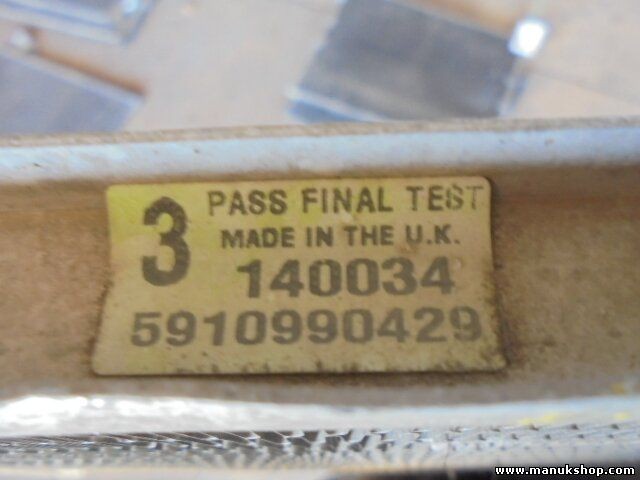 3 PASS FINAL TEST
MADE IN THE U.K.
140034
5910990429
www.manukshop.com